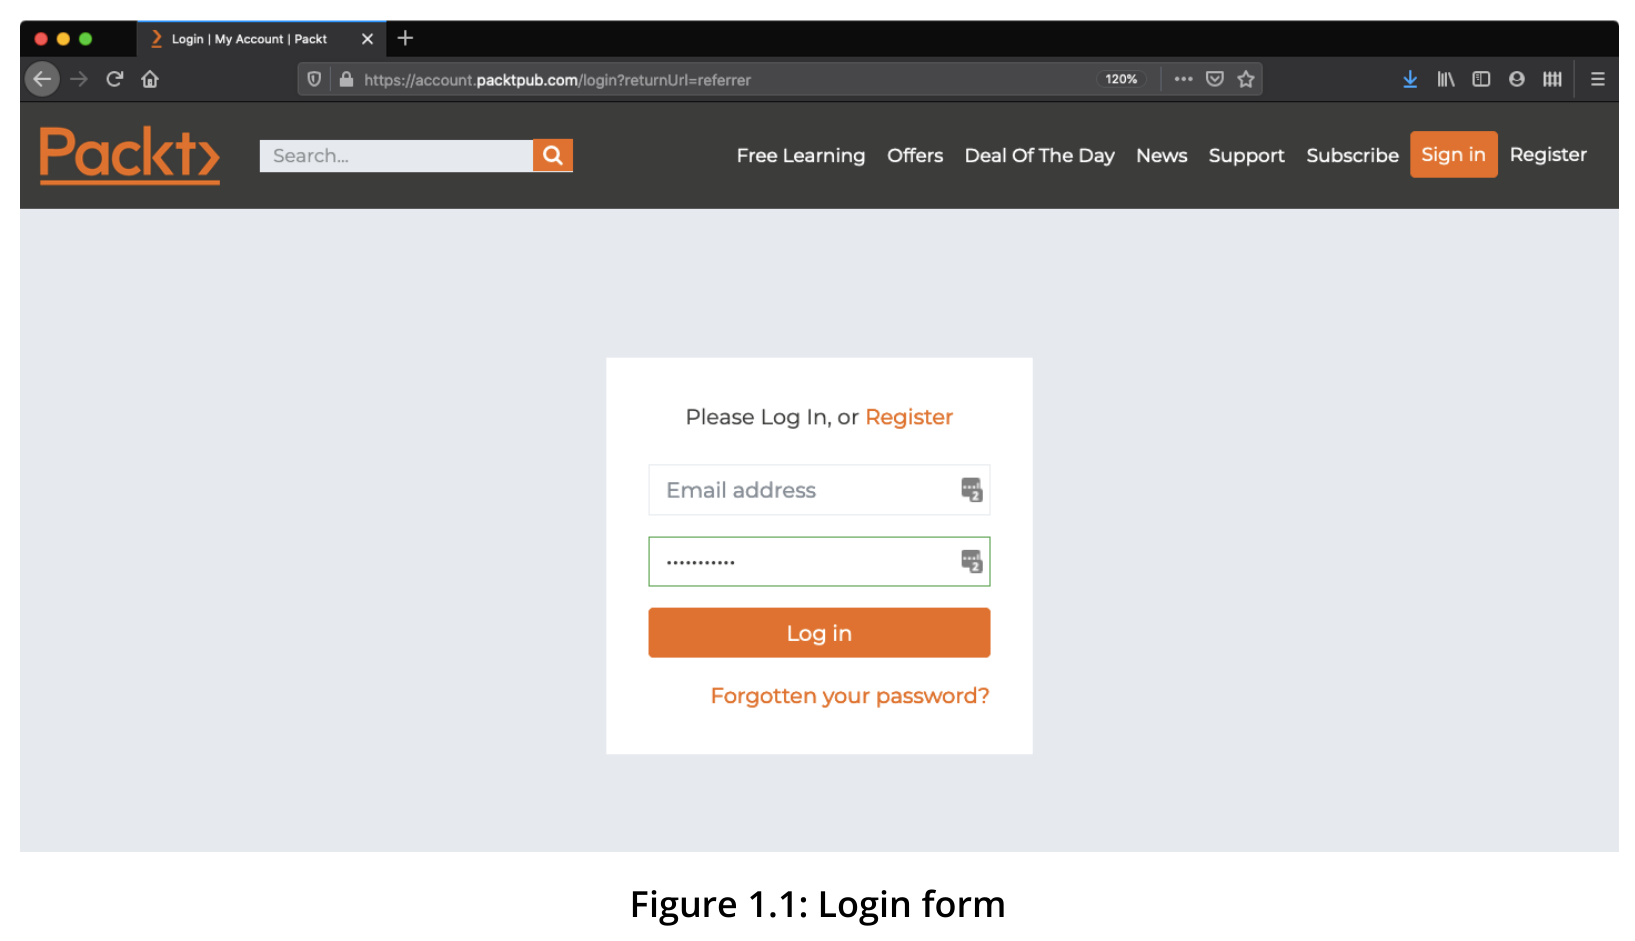 Login | My Account | Packt
https://account.packtpub.com/login?returnUrl=referrer 120%
Packt
Search...
Free Learning Offers Deal Of The Day News Support Subscribe Sign in Register
Please Log In, or Register
Email address
2
•••••••••••
2
Log in
Forgotten your password?
Figure 1.1: Login form